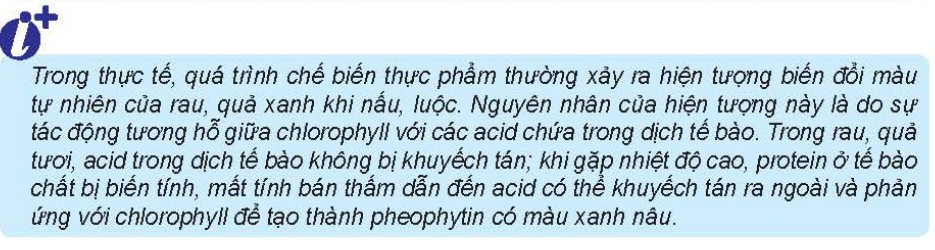 i+
Trong thực tế, quá trình chế biến thực phẩm thường xảy ra hiện tượng biến đổi màu
tự nhiên của rau, quả xanh khi nấu, luộc. Nguyên nhân của hiện tượng này là do sự
tác động tương hỗ giữa chlorophyll với các acid chứa trong dịch tế bào. Trong rau, quả
tươi, acid trong dịch tế bào không bị khuyếch tán; khi gặp nhiệt độ cao, protein ở tế bào
chất bị biến tính, mất tính bán thấm dẫn đến acid có thể khuyếch tán ra ngoài và phản
ứng với chlorophyll để tạo thành pheophytin có màu xanh nâu.